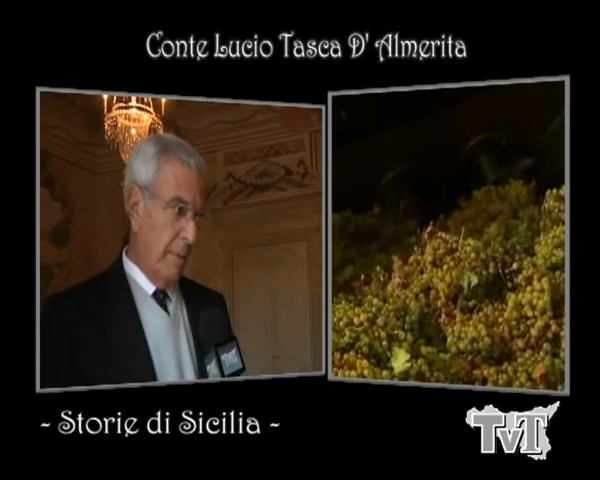 Conte Lucio Tasca D' Almerita
- Storie di Sicilia -
TvT